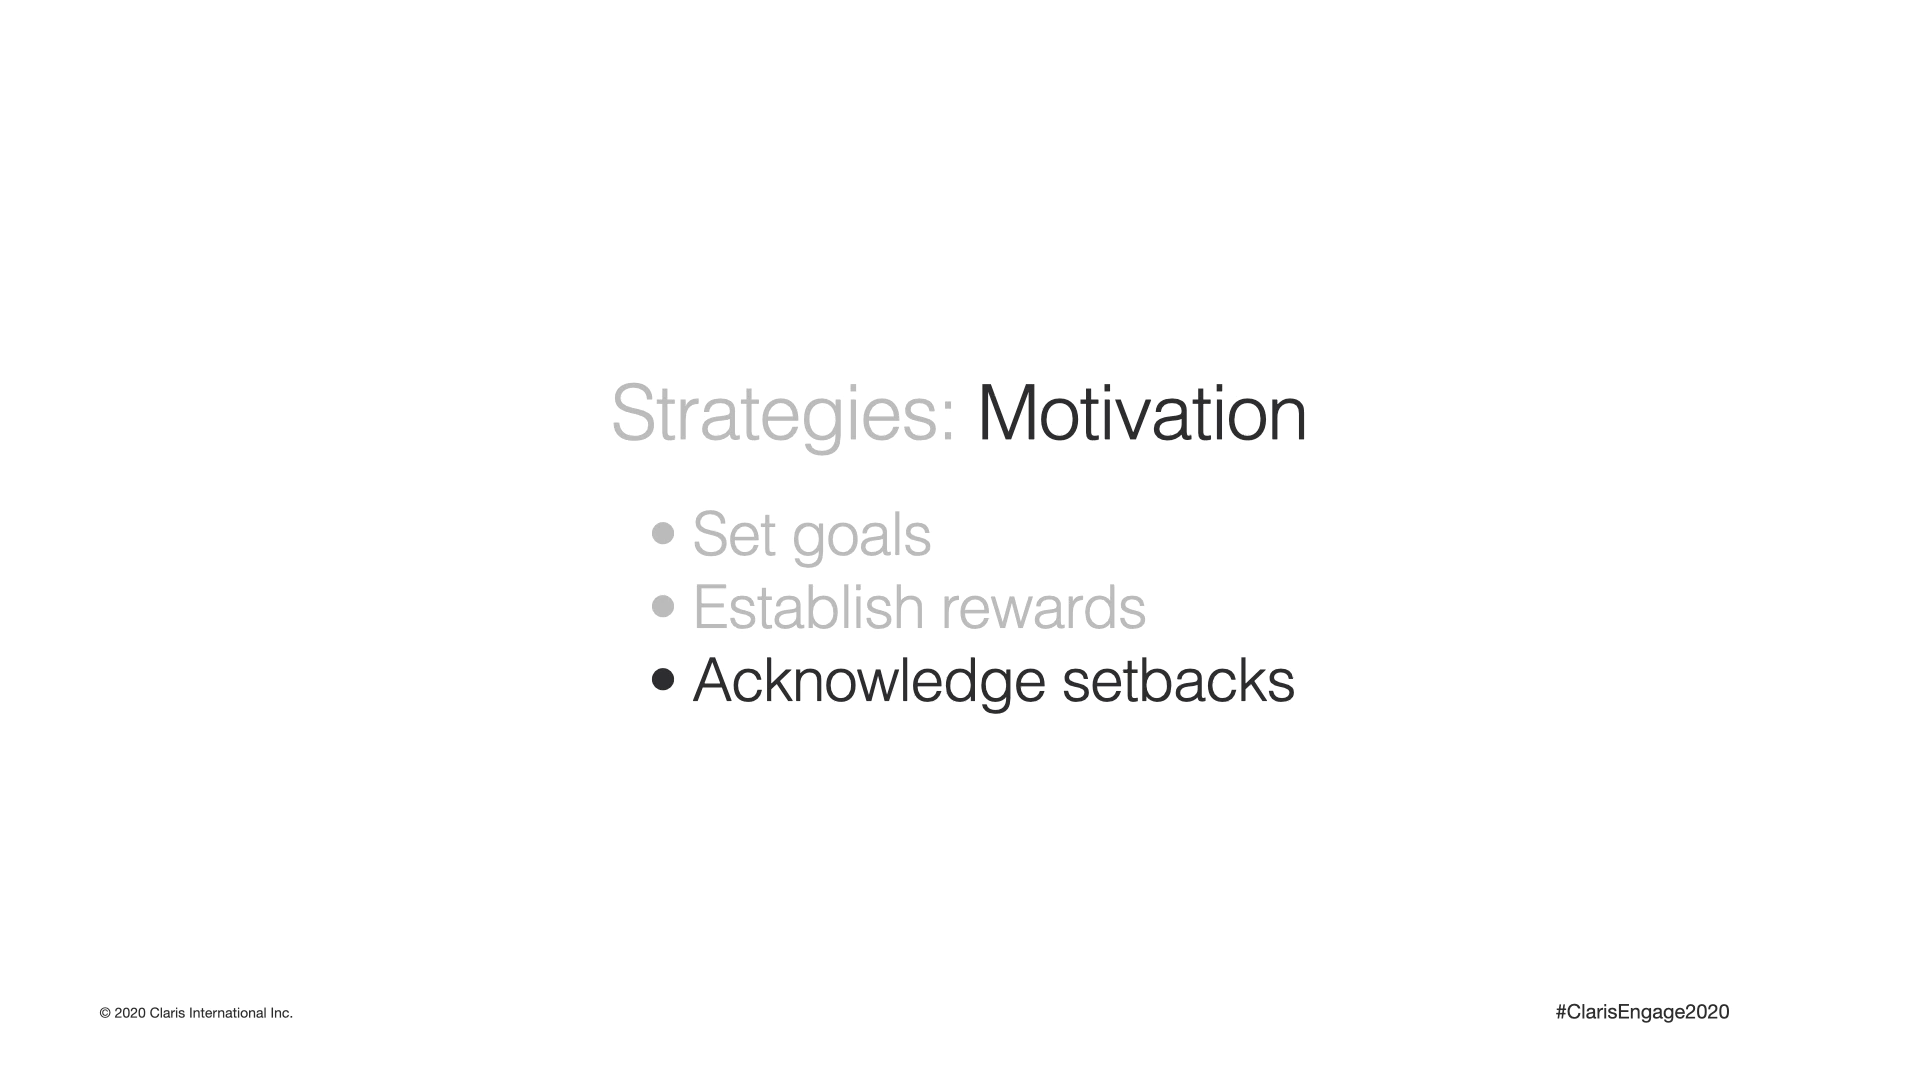 Strategies: Motivation
• Set goals
• Establish rewards
• Acknowledge setbacks
© 2020 Claris International Inc.
#ClarisEngage2020